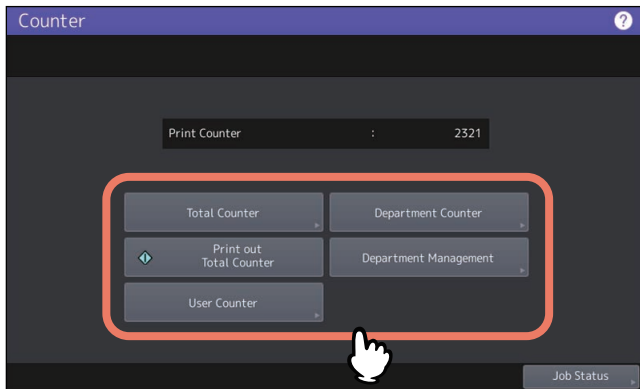 Counter
?
Print Counter : 2321
Total Counter
Department Counter
Print out
Total Counter
Department Management
User Counter
Job Status